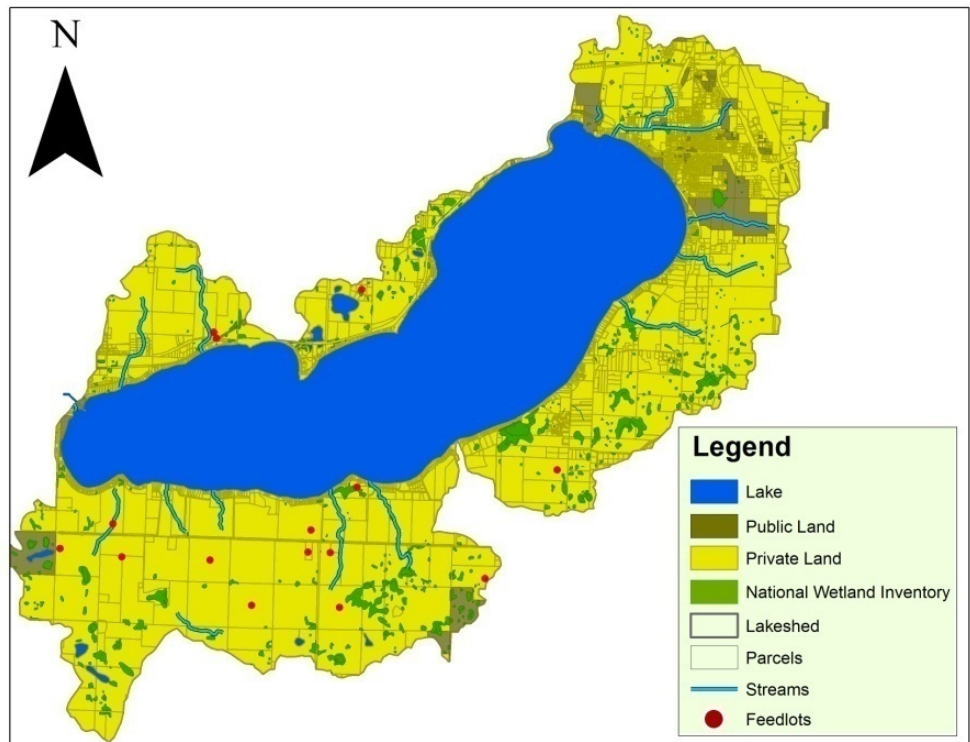 N
Legend
Lake
Public Land
Private Land
National Wetland Inventory
Lakeshed
Parcels
Streams
Feedlots